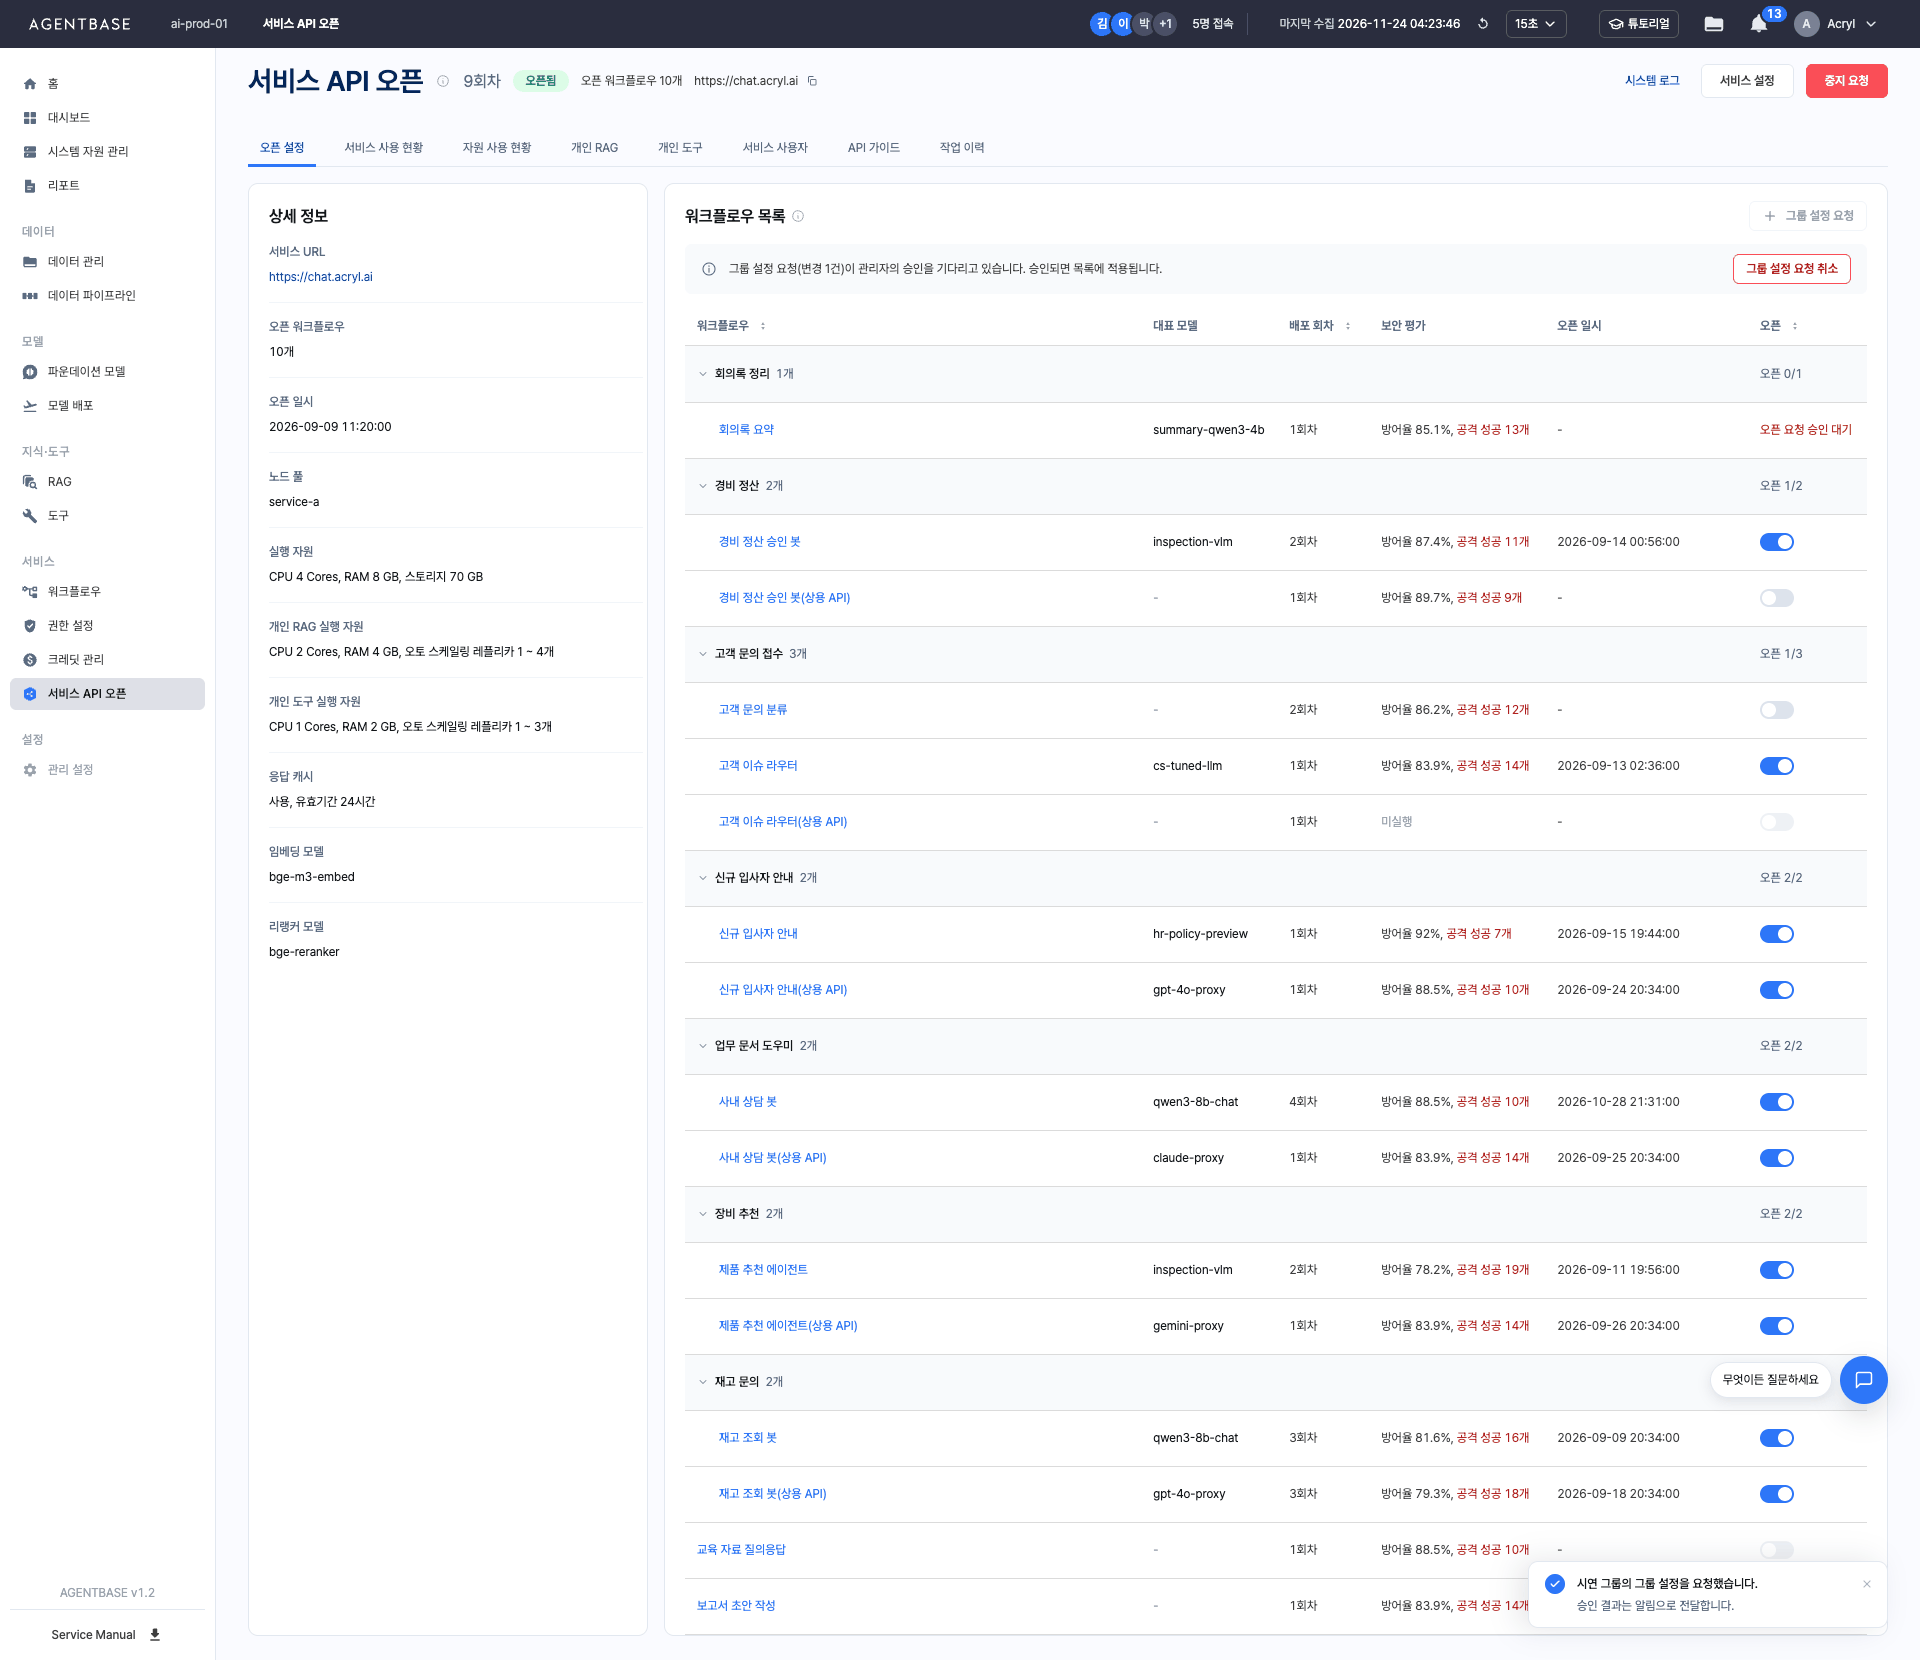 AGENTBASE
ai-prod-01
서비스 API 오픈
김 이 박 +1
5명 접속
마지막 수집 2026-11-24 04:23:46
15초
튜토리얼
13
A
Acryl
홈
대시보드
시스템 자원 관리
리포트
데이터
데이터 관리
데이터 파이프라인
모델
파운데이션 모델
모델 배포
지식·도구
RAG
도구
서비스
워크플로우
권한 설정
크레딧 관리
서비스 API 오픈
설정
관리 설정
AGENTBASE v1.2
Service Manual
서비스 API 오픈
9회차
오픈됨
오픈 워크플로우 10개
https://chat.acryl.ai
시스템 로그
서비스 설정
중지 요청
오픈 설정
서비스 사용 현황
자원 사용 현황
개인 RAG
개인 도구
서비스 사용자
API 가이드
작업 이력
상세 정보
서비스 URL
https://chat.acryl.ai
오픈 워크플로우
10개
오픈 일시
2026-09-09 11:20:00
노드 풀
service-a
실행 자원
CPU 4 Cores, RAM 8 GB, 스토리지 70 GB
개인 RAG 실행 자원
CPU 2 Cores, RAM 4 GB, 오토 스케일링 레플리카 1 ~ 4개
개인 도구 실행 자원
CPU 1 Cores, RAM 2 GB, 오토 스케일링 레플리카 1 ~ 3개
응답 캐시
사용, 유효기간 24시간
임베딩 모델
bge-m3-embed
리랭커 모델
bge-reranker
워크플로우 목록
그룹 설정 요청
그룹 설정 요청(변경 1건)이 관리자의 승인을 기다리고 있습니다. 승인되면 목록에 적용됩니다.
그룹 설정 요청 취소
워크플로우 대표 모델 배포 회차 보안 평가 오픈 일시 오픈
회의록 정리 1개 오픈 0/1
회의록 요약 summary-qwen3-4b 1회차 방어율 85.1%, 공격 성공 13개 - 오픈 요청 승인 대기
경비 정산 2개 오픈 1/2
경비 정산 승인 봇 inspection-vlm 2회차 방어율 87.4%, 공격 성공 11개 2026-09-14 00:56:00
경비 정산 승인 봇(상용 API) - 1회차 방어율 89.7%, 공격 성공 9개 -
고객 문의 접수 3개 오픈 1/3
고객 문의 분류 - 2회차 방어율 86.2%, 공격 성공 12개 -
고객 이슈 라우터 cs-tuned-llm 1회차 방어율 83.9%, 공격 성공 14개 2026-09-13 02:36:00
고객 이슈 라우터(상용 API) - 1회차 미실행 -
신규 입사자 안내 2개 오픈 2/2
신규 입사자 안내 hr-policy-preview 1회차 방어율 92%, 공격 성공 7개 2026-09-15 19:44:00
신규 입사자 안내(상용 API) gpt-4o-proxy 1회차 방어율 88.5%, 공격 성공 10개 2026-09-24 20:34:00
업무 문서 도우미 2개 오픈 2/2
사내 상담 봇 qwen3-8b-chat 4회차 방어율 88.5%, 공격 성공 10개 2026-10-28 21:31:00
사내 상담 봇(상용 API) claude-proxy 1회차 방어율 83.9%, 공격 성공 14개 2026-09-25 20:34:00
장비 추천 2개 오픈 2/2
제품 추천 에이전트 inspection-vlm 2회차 방어율 78.2%, 공격 성공 19개 2026-09-11 19:56:00
제품 추천 에이전트(상용 API) gemini-proxy 1회차 방어율 83.9%, 공격 성공 14개 2026-09-26 20:34:00
재고 문의 2개
무엇이든 질문하세요
재고 조회 봇 qwen3-8b-chat 3회차 방어율 81.6%, 공격 성공 16개 2026-09-09 20:34:00
재고 조회 봇(상용 API) gpt-4o-proxy 3회차 방어율 79.3%, 공격 성공 18개 2026-09-18 20:34:00
교육 자료 질의응답 - 1회차 방어율 88.5%, 공격 성공 10개 -
보고서 초안 작성 - 1회차 방어율 83.9%, 공격 성공 14개
시연 그룹의 그룹 설정을 요청했습니다.
승인 결과는 알림으로 전달합니다.